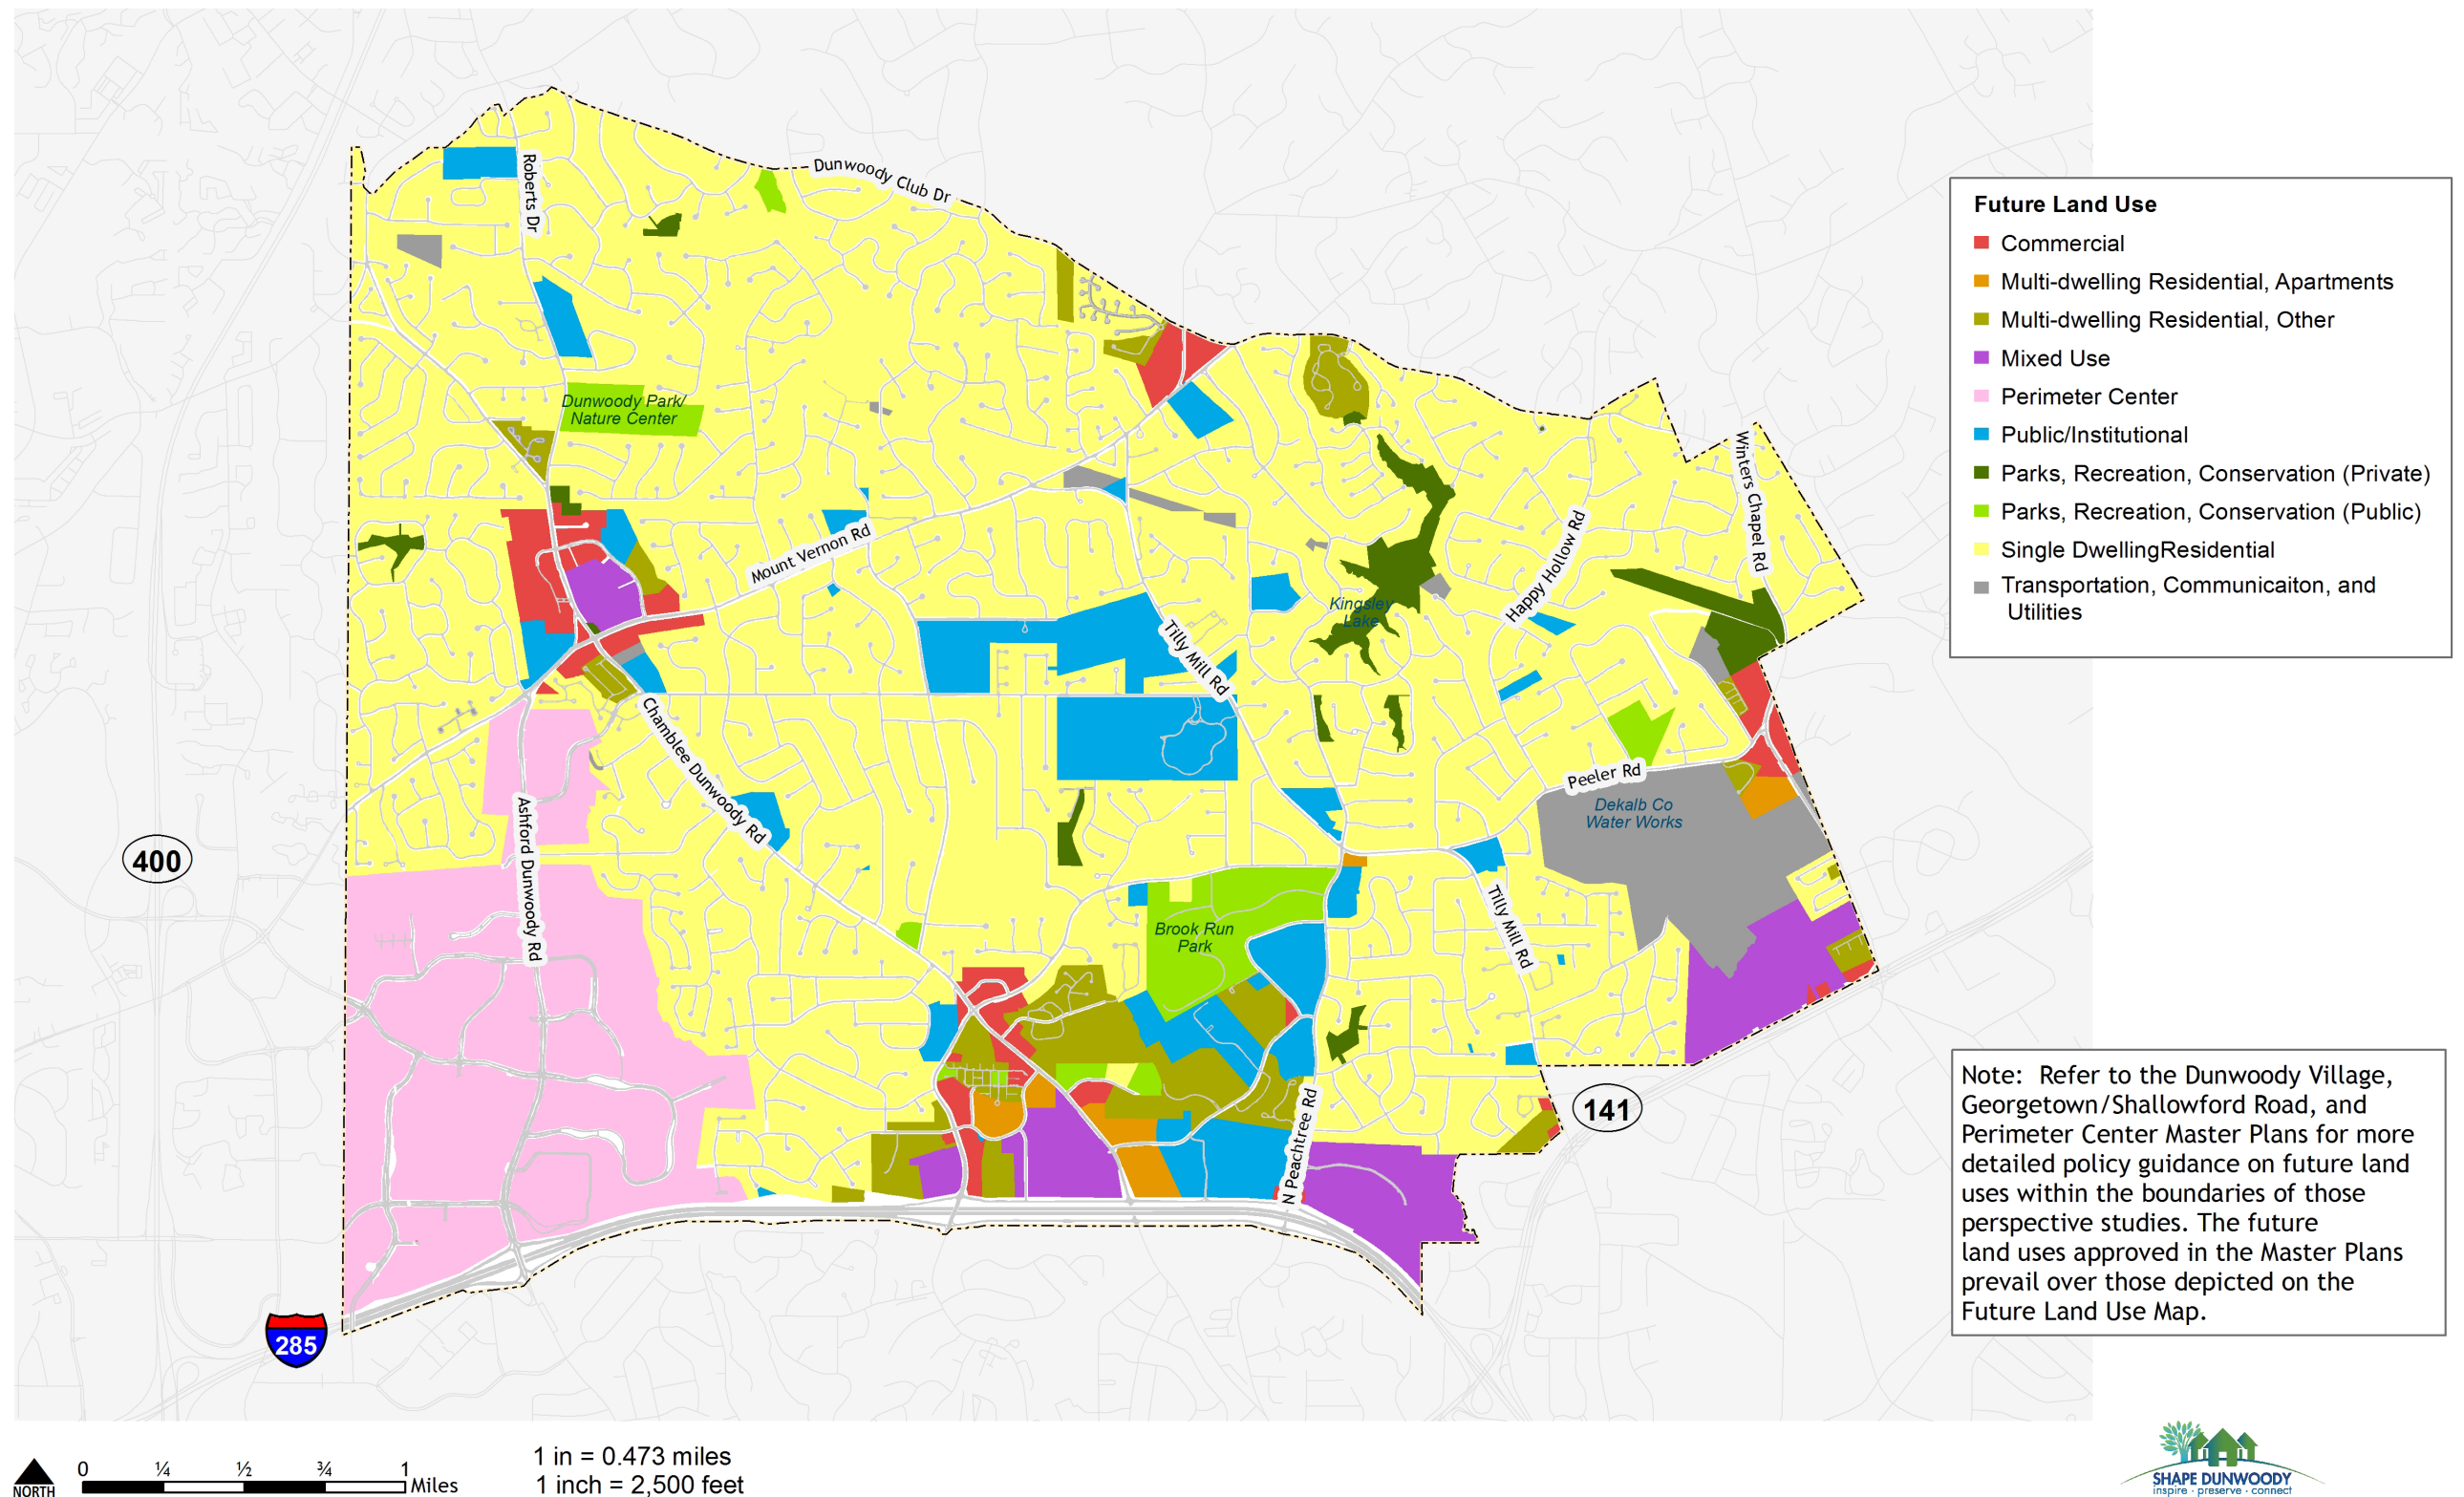 Dunwoody Club Dr
Roberts Dr
Dunwoody Park/
Nature Center
Winters Chapel Rd
Mount Vernon Rd
Happy Hollow Rd
Kingsley
Lake
Tilly Mill Rd
Chamblee Dunwoody Rd
Peeler Rd
Dekalb Co
Water Works
Ashford Dunwoody Rd
400
Tilly Mill Rd
Brook Run
Park
N Peachtree Rd
141
285
Future Land Use
Commercial
Multi-dwelling Residential, Apartments
Multi-dwelling Residential, Other
Mixed Use
Perimeter Center
Public/Institutional
Parks, Recreation, Conservation (Private)
Parks, Recreation, Conservation (Public)
Single DwellingResidential
Transportation, Communicaiton, and
Utilities
Note: Refer to the Dunwoody Village,
Georgetown/Shallowford Road, and
Perimeter Center Master Plans for more
detailed policy guidance on future land
uses within the boundaries of those
perspective studies. The future
land uses approved in the Master Plans
prevail over those depicted on the
Future Land Use Map.
NORTH
0 ¼ ½ ¾ 1
Miles
1 in = 0.473 miles
1 inch = 2,500 feet
SHAPE DUNWOODY
inspire · preserve · connect